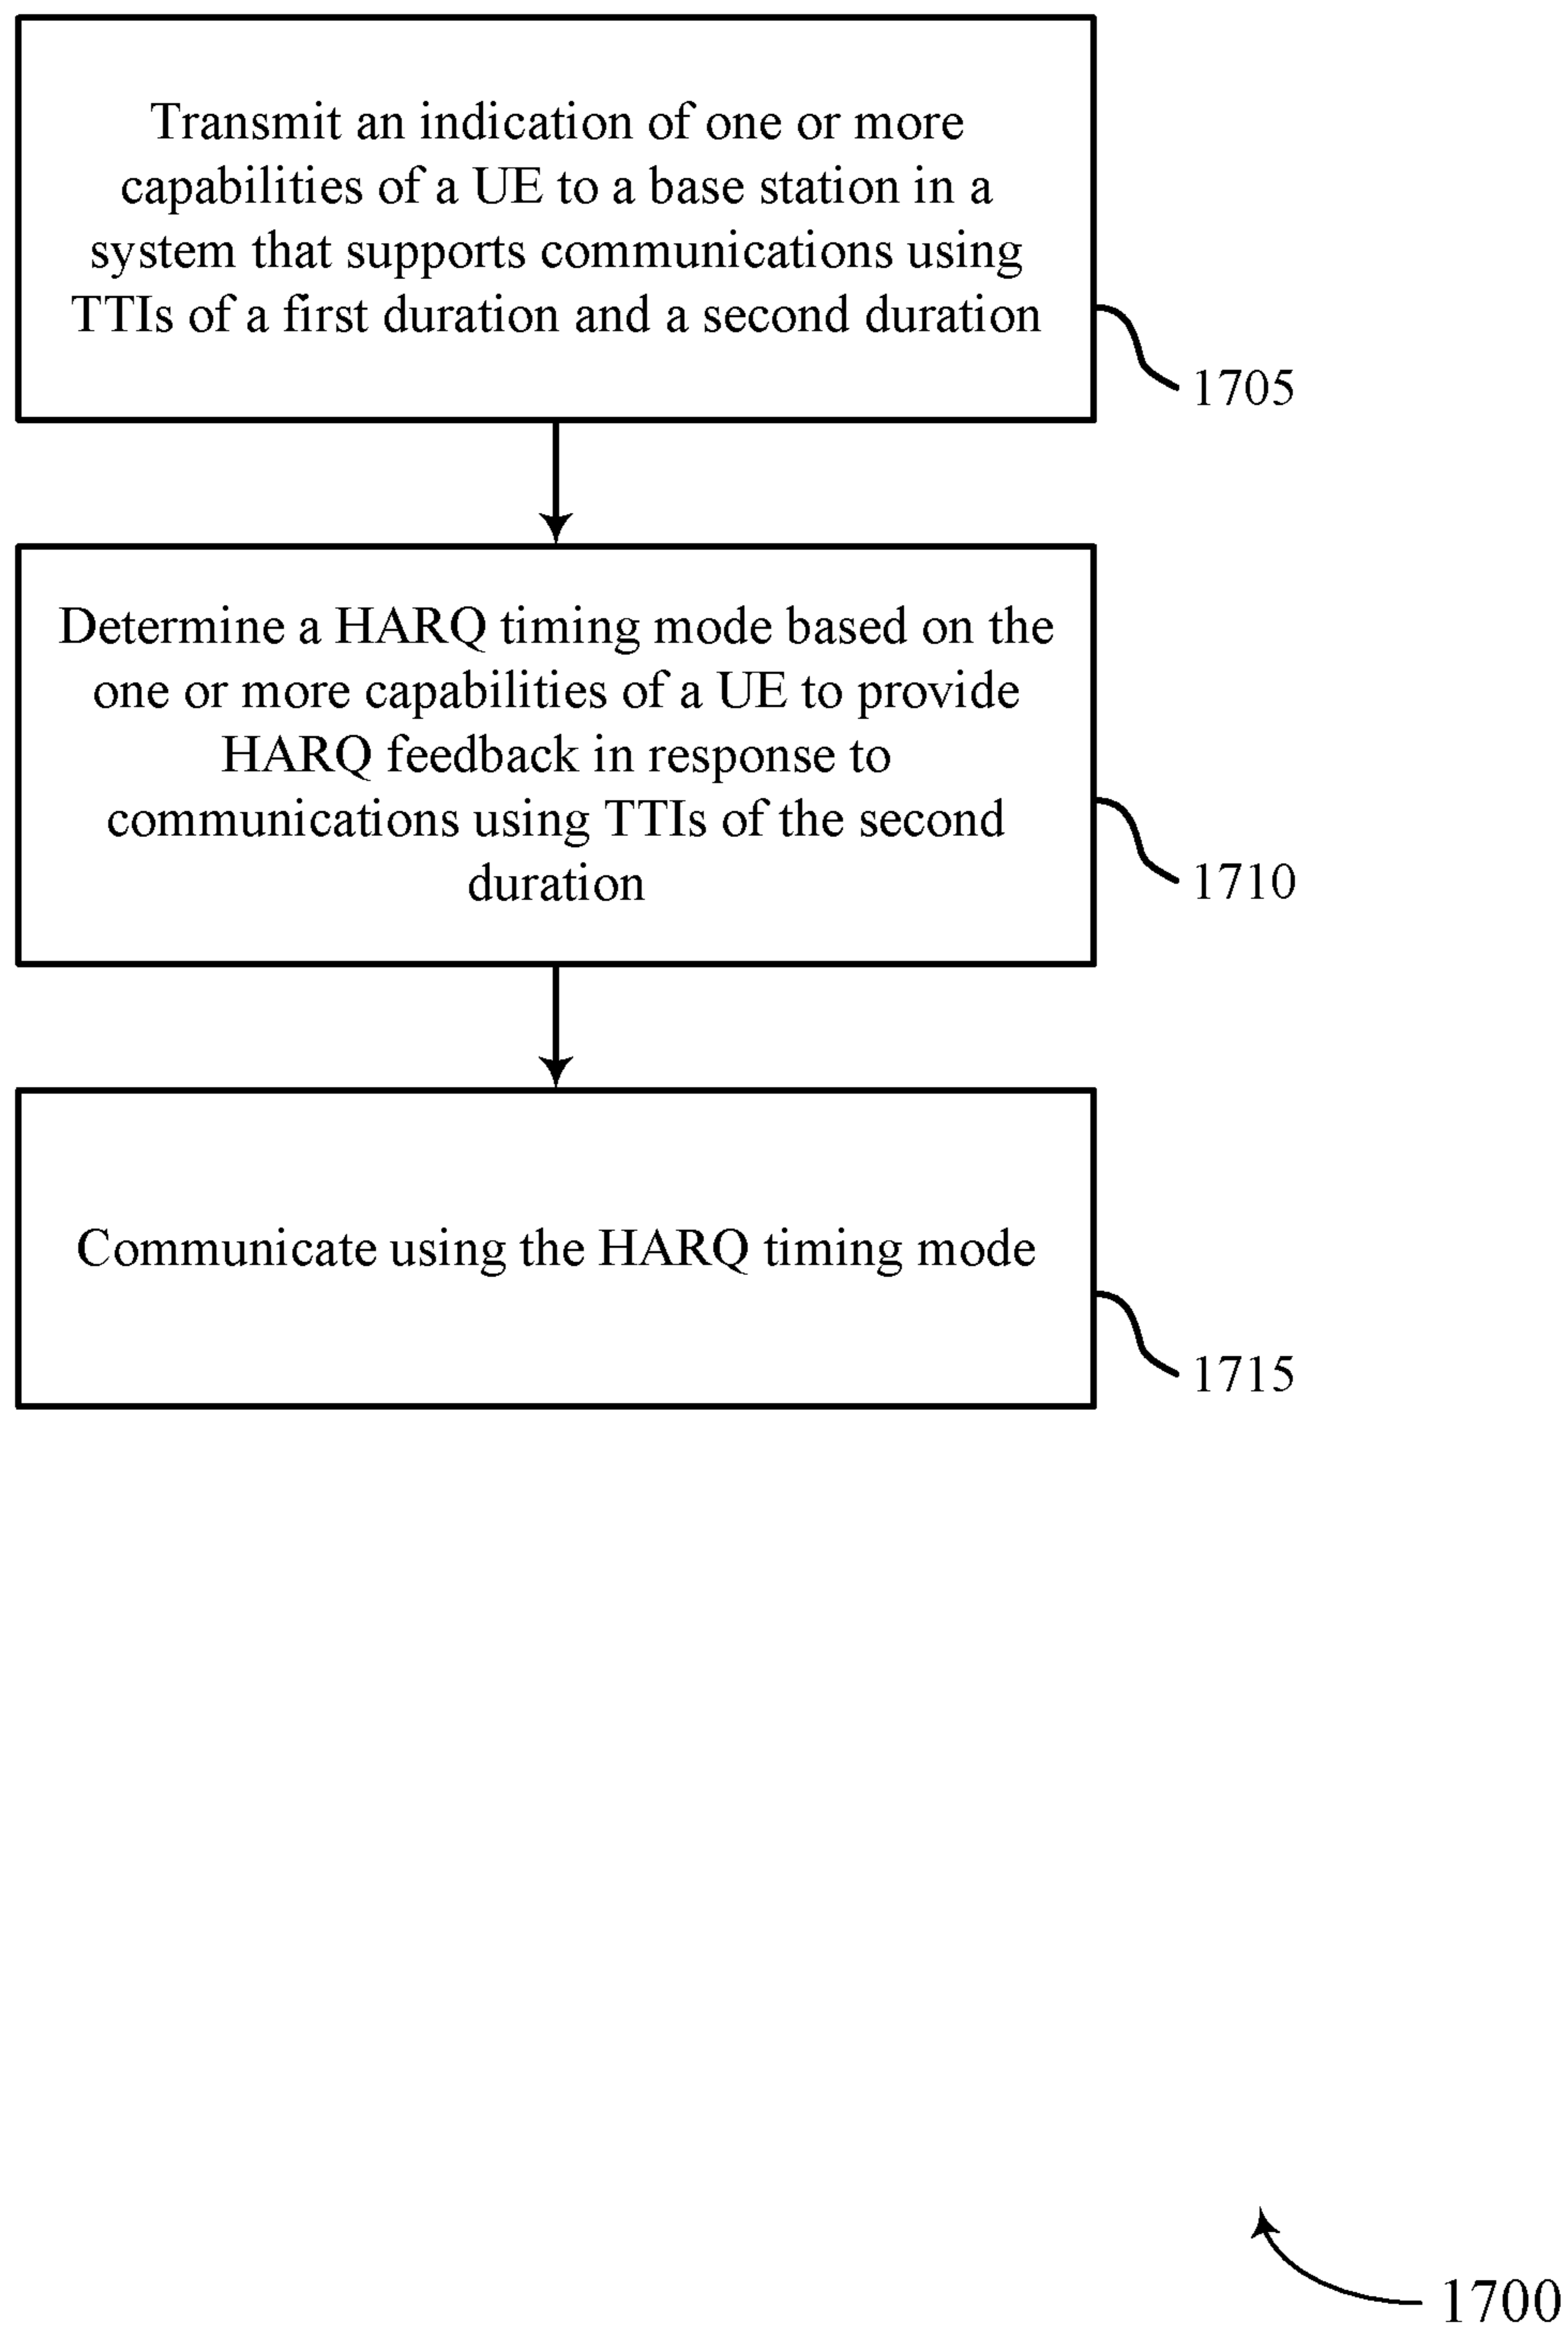 Transmit an indication of one or more
capabilities of a UE to a base station in a
system that supports communications using
TTIs of a first duration and a second duration
1705
Determine a HARQ timing mode based on the
one or more capabilities of a UE to provide
HARQ feedback in response to
communications using TTIs of the second
duration
1710
Communicate using the HARQ timing mode
1715
1700